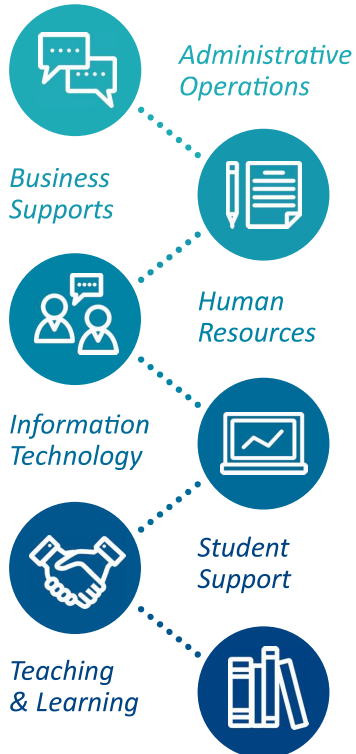 Administrative
Operations
Business
Supports
Human
Resources
Information
Technology
Student
Support
Teaching
& Learning